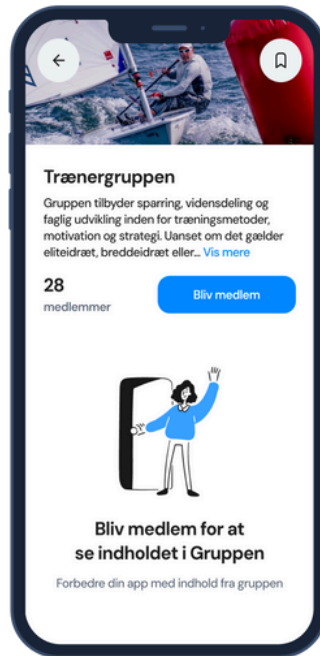 Trænergruppen
Gruppen tilbyder sparring, vidensdeling og
faglig udvikling inden for træningsmetoder,
motivation og strategi. Uanset om det gælder
eliteidræt, breddeidræt eller... Vis mere
28
medlemmer
Bliv medlem
Bliv medlem for at
se indholdet i Gruppen
Forbedre din app med indhold fra gruppen